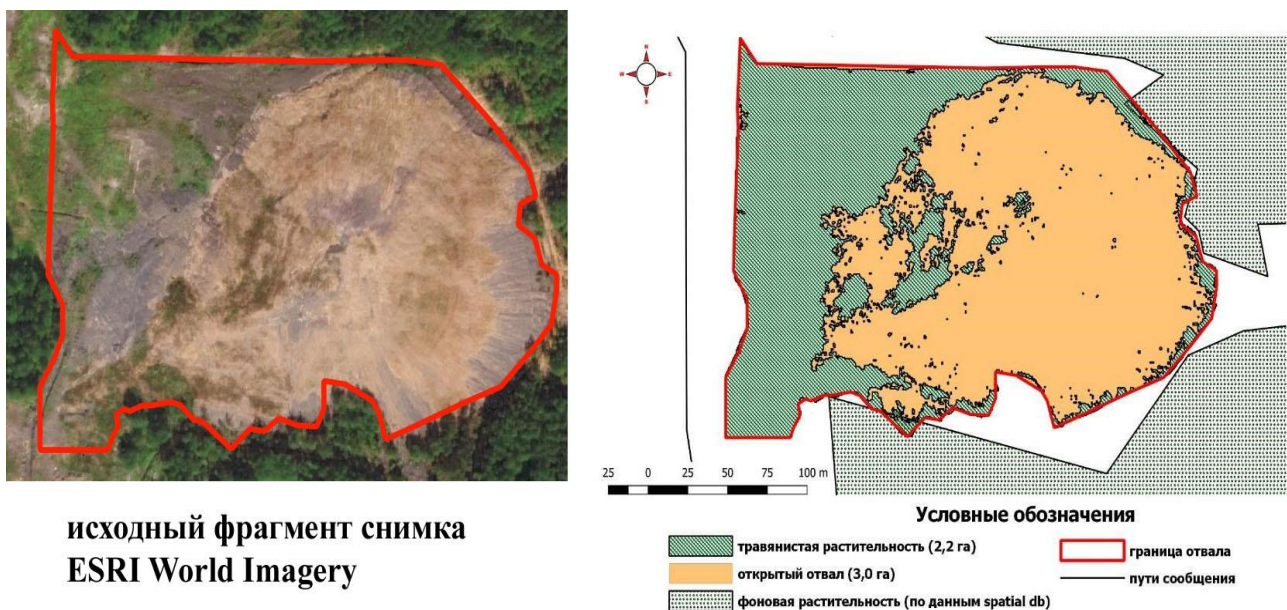 исходный фрагмент снимка
ESRI World Imagery
25 0 25 50 75 100 m
Условные обозначения
травянистая растительность (2,2 га)
граница отвала
открытый отвал (3,0 га)
пути сообщения
фоновая растительность (по данным spatial db)